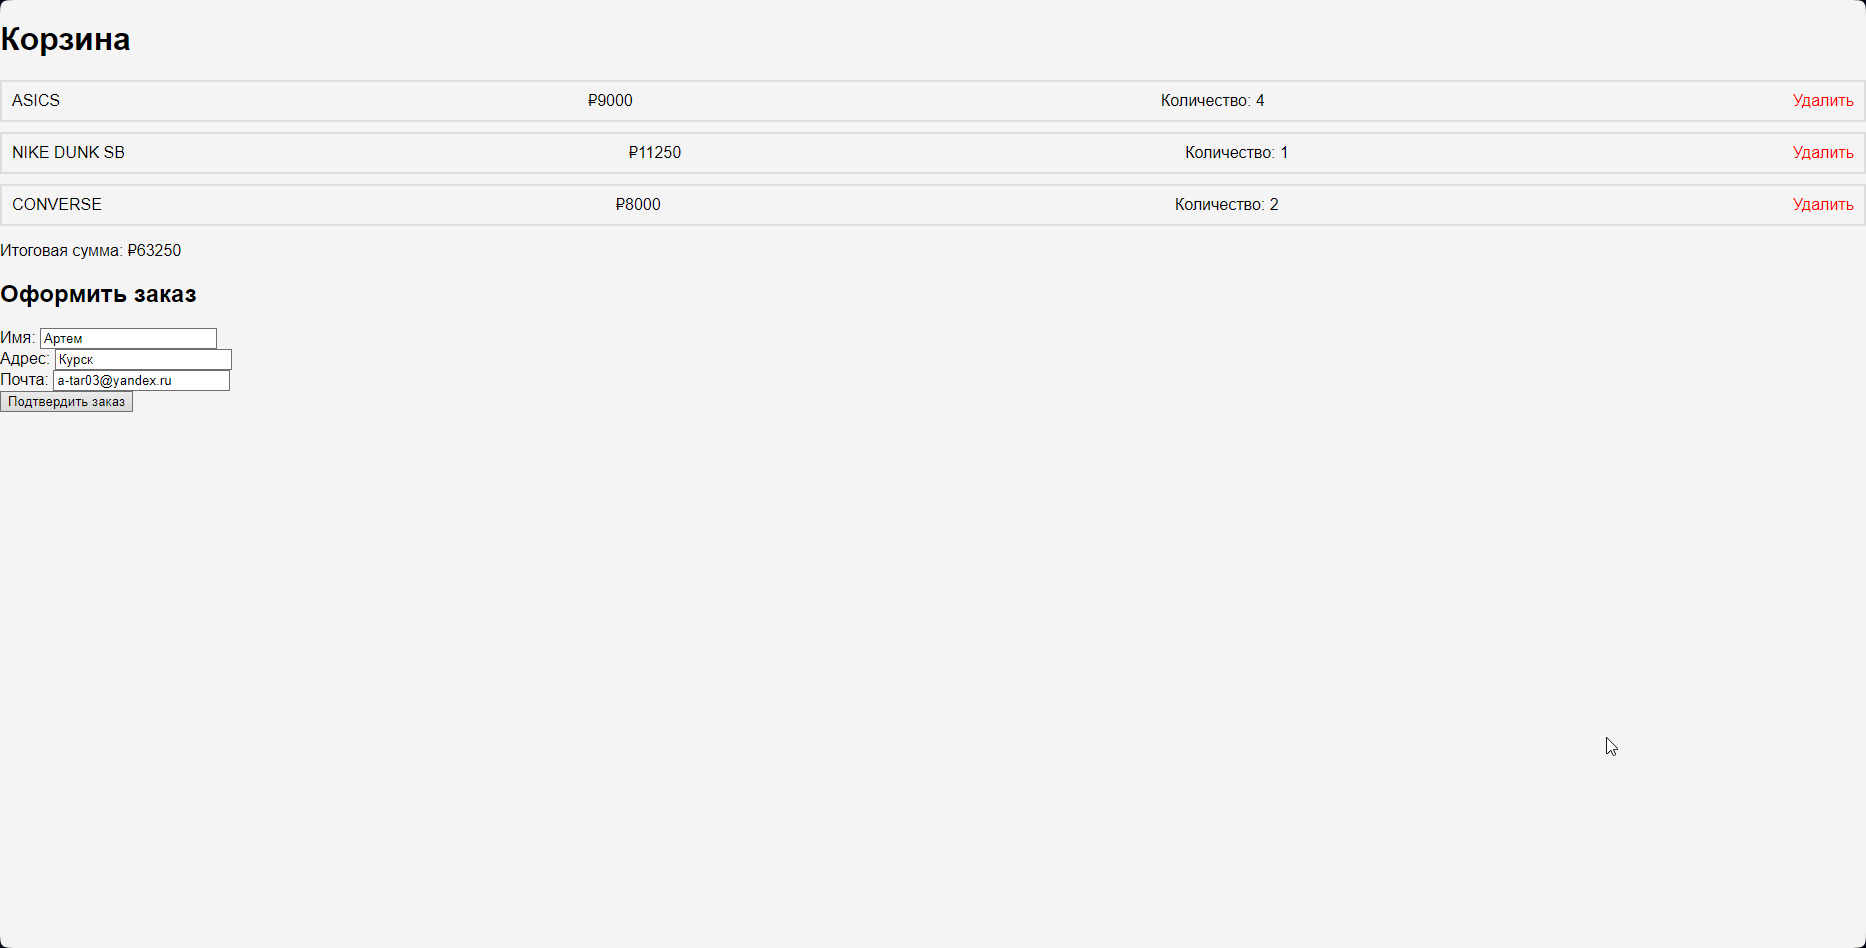 Корзина
ASICS ₽9000 Количество: 4 Удалить
NIKE DUNK SB ₽11250 Количество: 1 Удалить
CONVERSE ₽8000 Количество: 2 Удалить
Итоговая сумма: ₽63250
Оформить заказ
Имя: Артем
Адрес: Курск
Почта: a-tar03@yandex.ru
Подтвердить заказ